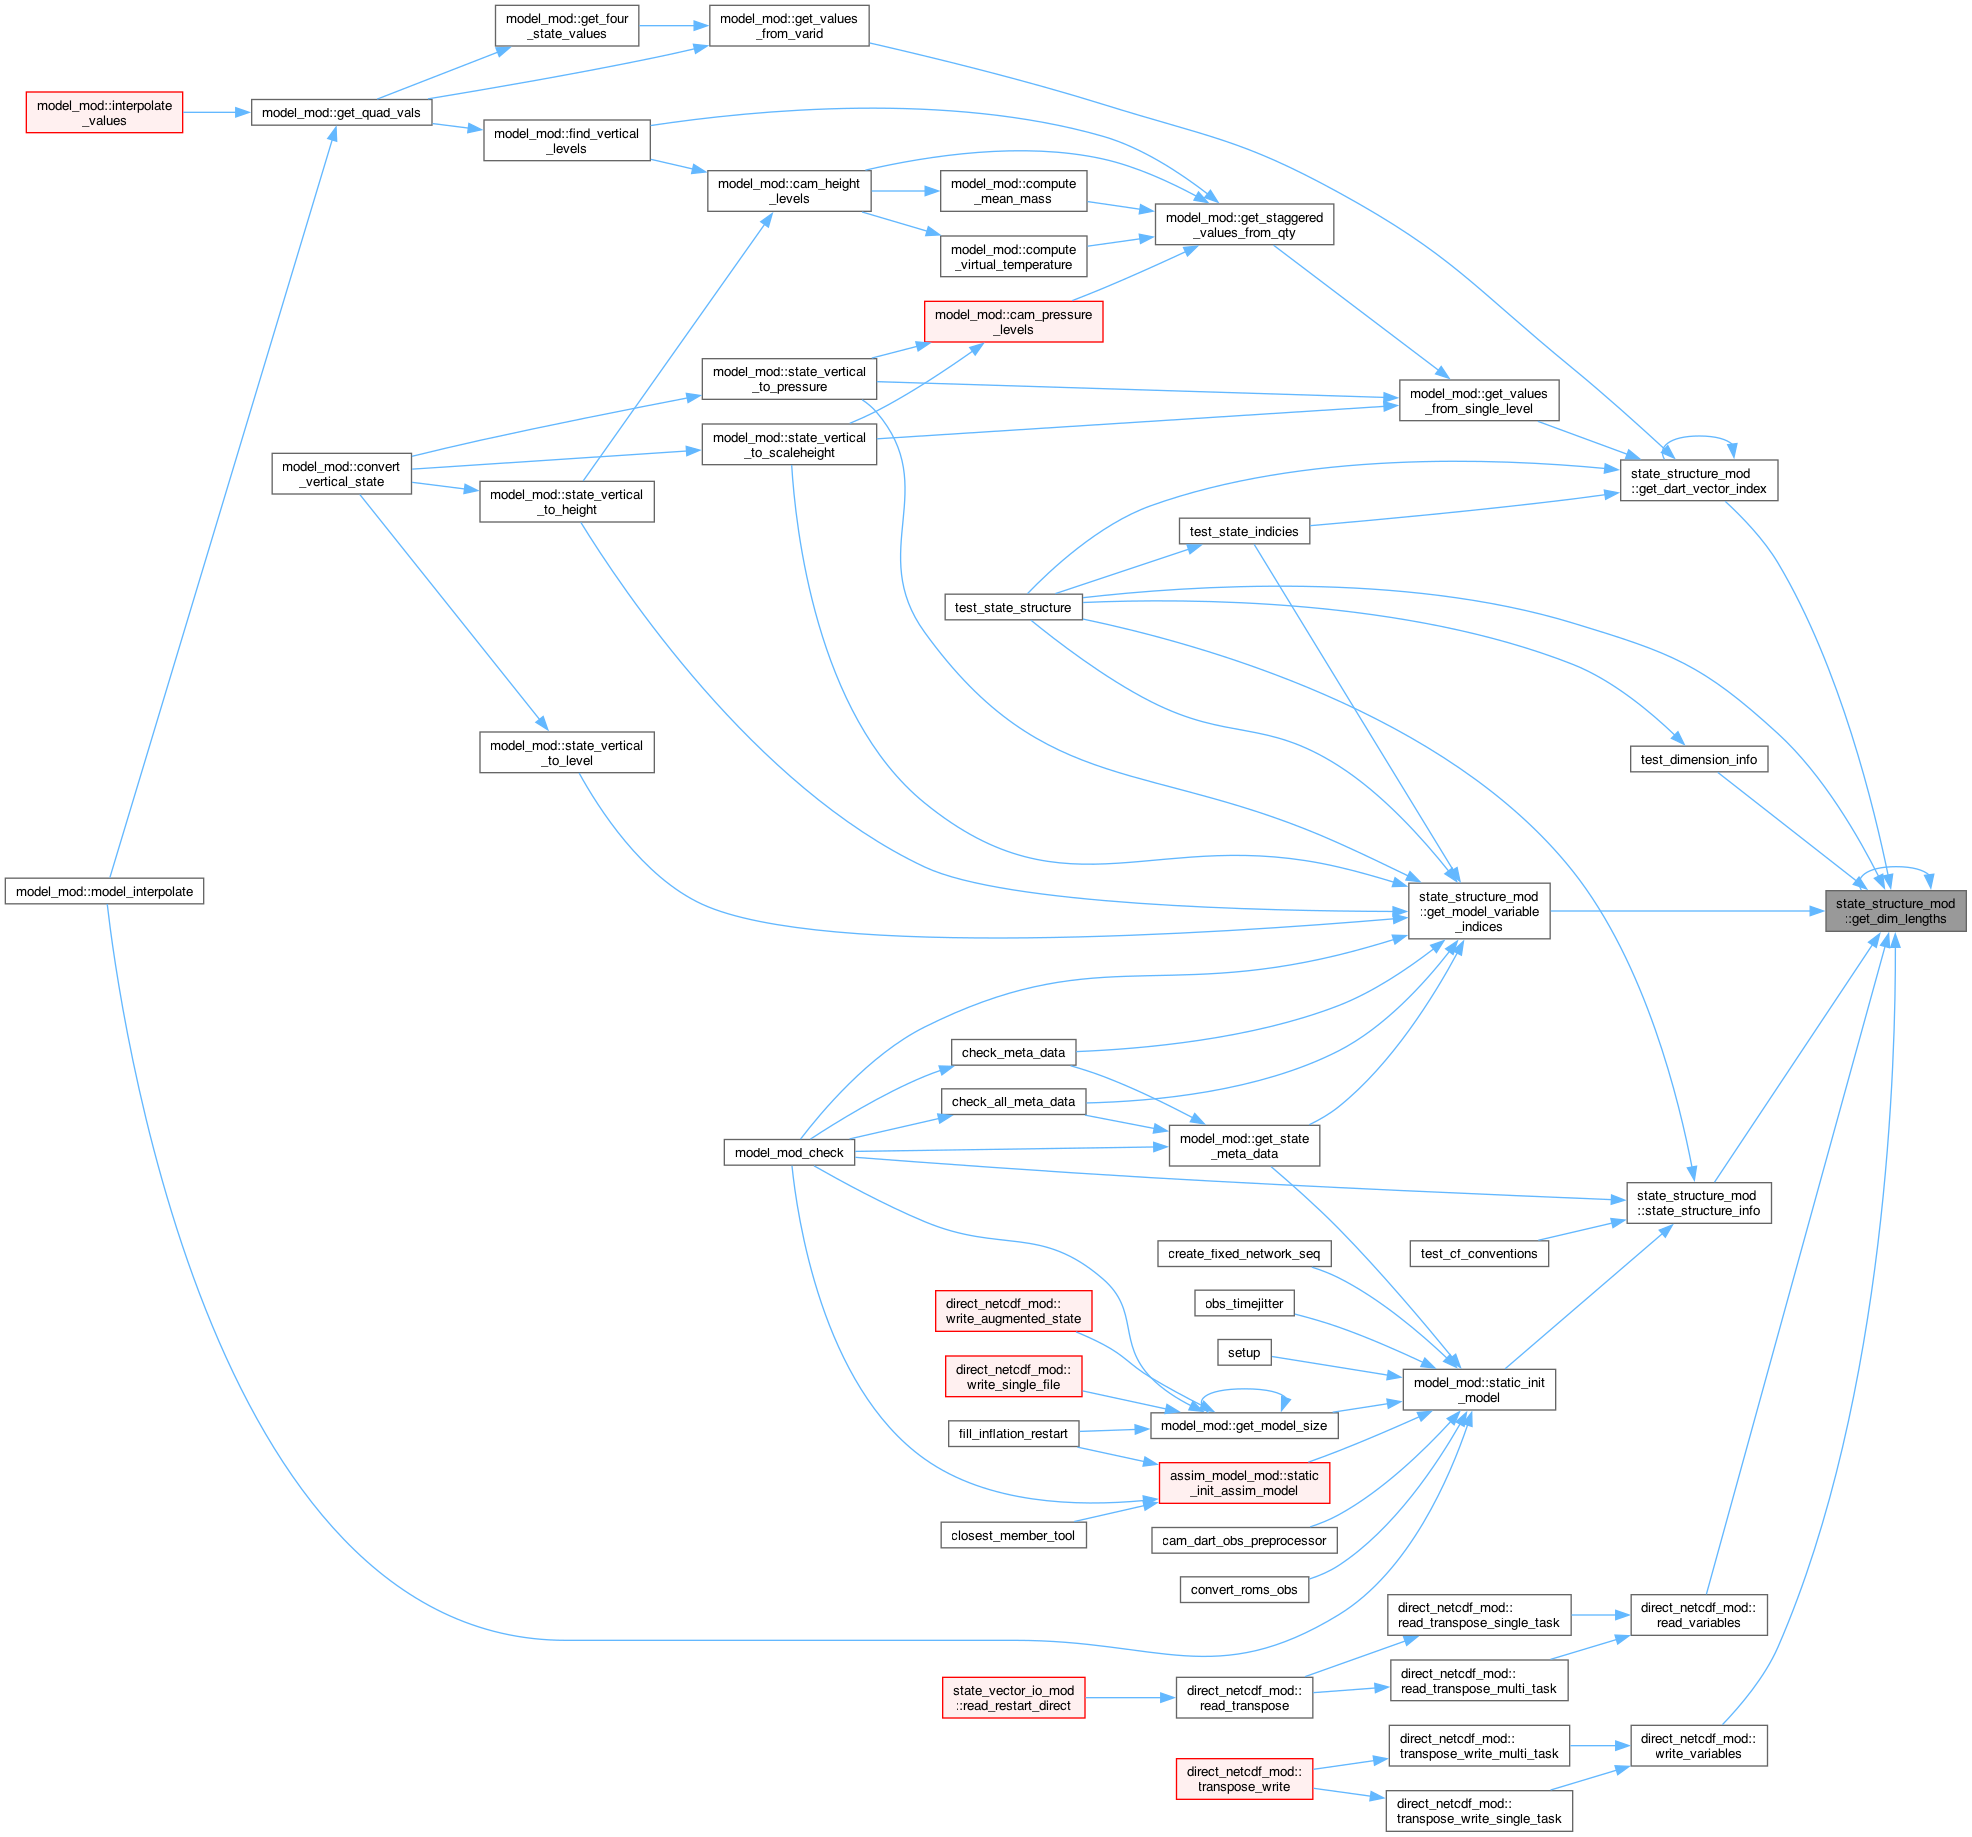 model_mod::get_four
_state_values
model_mod::get_values
_from_varid
model_mod::interpolate
_values
model_mod::get_quad_vals
model_mod::find_vertical
_levels
model_mod::cam_height
_levels
model_mod::compute
_mean_mass
model_mod::get_staggered
_values_from_qty
model_mod::compute
_virtual_temperature
model_mod::cam_pressure
_levels
model_mod::state_vertical
_to_pressure
model_mod::get_values
_from_single_level
model_mod::state_vertical
_to_scaleheight
model_mod::convert
_vertical_state
state_structure_mod
::get_dart_vector_index
model_mod::state_vertical
_to_height
test_state_indicies
test_state_structure
model_mod::state_vertical
_to_level
test_dimension_info
model_mod::model_interpolate
state_structure_mod
::get_model_variable
_indices
state_structure_mod
::get_dim_lengths
check_meta_data
check_all_meta_data
model_mod_check
model_mod::get_state
_meta_data
state_structure_mod
::state_structure_info
create_fixed_network_seq
test_cf_conventions
direct_netcdf_mod::
write_augmented_state
obs_timejitter
setup
direct_netcdf_mod::
write_single_file
model_mod::static_init
_model
fill_inflation_restart
model_mod::get_model_size
assim_model_mod::static
_init_assim_model
closest_member_tool
cam_dart_obs_preprocessor
convert_roms_obs
direct_netcdf_mod::
read_transpose_single_task
direct_netcdf_mod::
read_variables
direct_netcdf_mod::
read_transpose_multi_task
state_vector_io_mod
::read_restart_direct
direct_netcdf_mod::
read_transpose
direct_netcdf_mod::
transpose_write_multi_task
direct_netcdf_mod::
write_variables
direct_netcdf_mod::
transpose_write
direct_netcdf_mod::
transpose_write_single_task